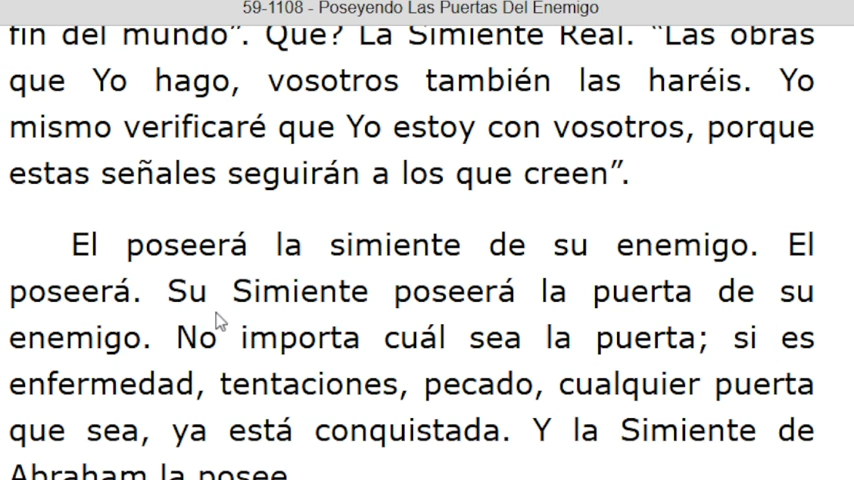 59-1108 - Poseyendo Las Puertas Del Enemigo
fin del mundo”. Qué? La Simiente Real. “Las obras
que Yo hago, vosotros también las haréis. Yo
mismo verificaré que Yo estoy con vosotros, porque
estas señales seguirán a los que creen”.
El poseerá la simiente de su enemigo. El
poseerá. Su Simiente poseerá la puerta de su
enemigo. No importa cuál sea la puerta; si es
enfermedad, tentaciones, pecado, cualquier puerta
que sea, ya está conquistada. Y la Simiente de
Abraham la posee.